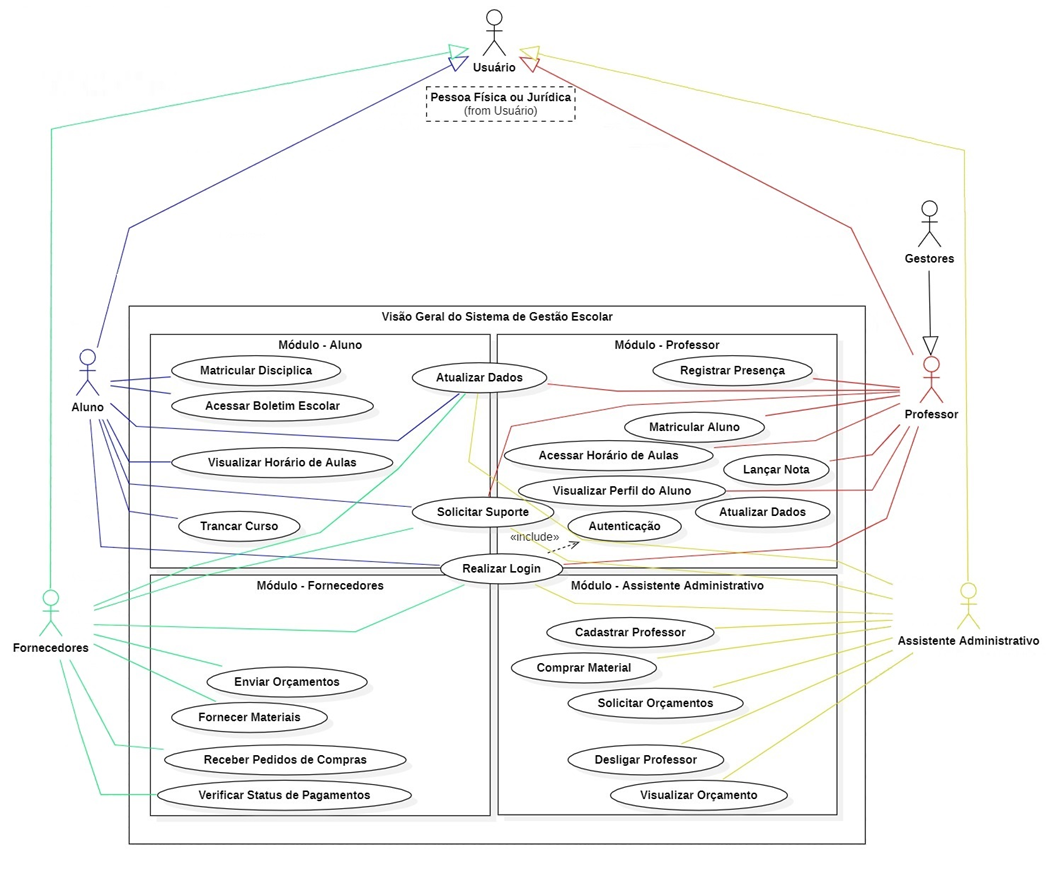 Usuário
Pessoa Física ou Jurídica
(from Usuário)
Gestores
Visão Geral do Sistema de Gestão Escolar
Módulo - Aluno
Módulo - Professor
Matricular Disciplica
Atualizar Dados
Registrar Presença
Aluno
Acessar Boletim Escolar
Professor
Matricular Aluno
Visualizar Horário de Aulas
Acessar Horário de Aulas
Lançar Nota
Visualizar Perfil do Aluno
Solicitar Suporte
Atualizar Dados
Trancar Curso
Autenticação
«include»
Realizar Login
Módulo - Fornecedores
Módulo - Assistente Administrativo
Fornecedores
Cadastrar Professor
Assistente Administrativo
Comprar Material
Enviar Orçamentos
Solicitar Orçamentos
Fornecer Materiais
Receber Pedidos de Compras
Desligar Professor
Verificar Status de Pagamentos
Visualizar Orçamento